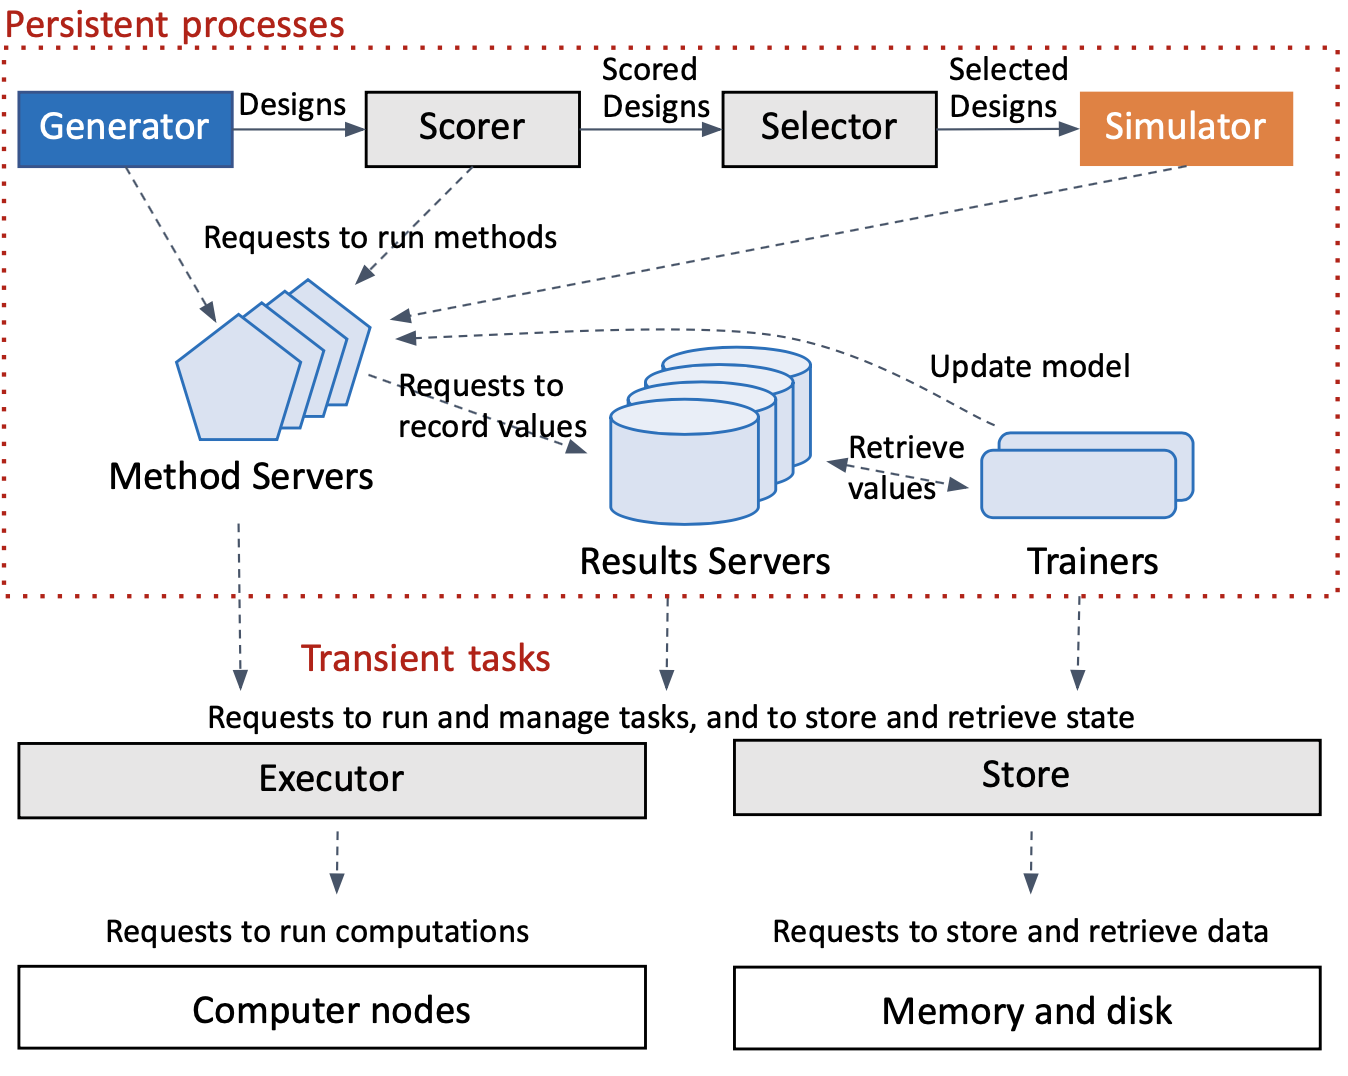 Persistent processes
Generator
Designs
Scorer
Scored
Designs
Selector
Selected
Designs
Simulator
Requests to run methods
Update model
Requests to
record values
Retrieve
values
Method Servers
Results Servers
Trainers
Transient tasks
Requests to run and manage tasks, and to store and retrieve state
Executor
Store
Requests to run computations
Requests to store and retrieve data
Computer nodes
Memory and disk